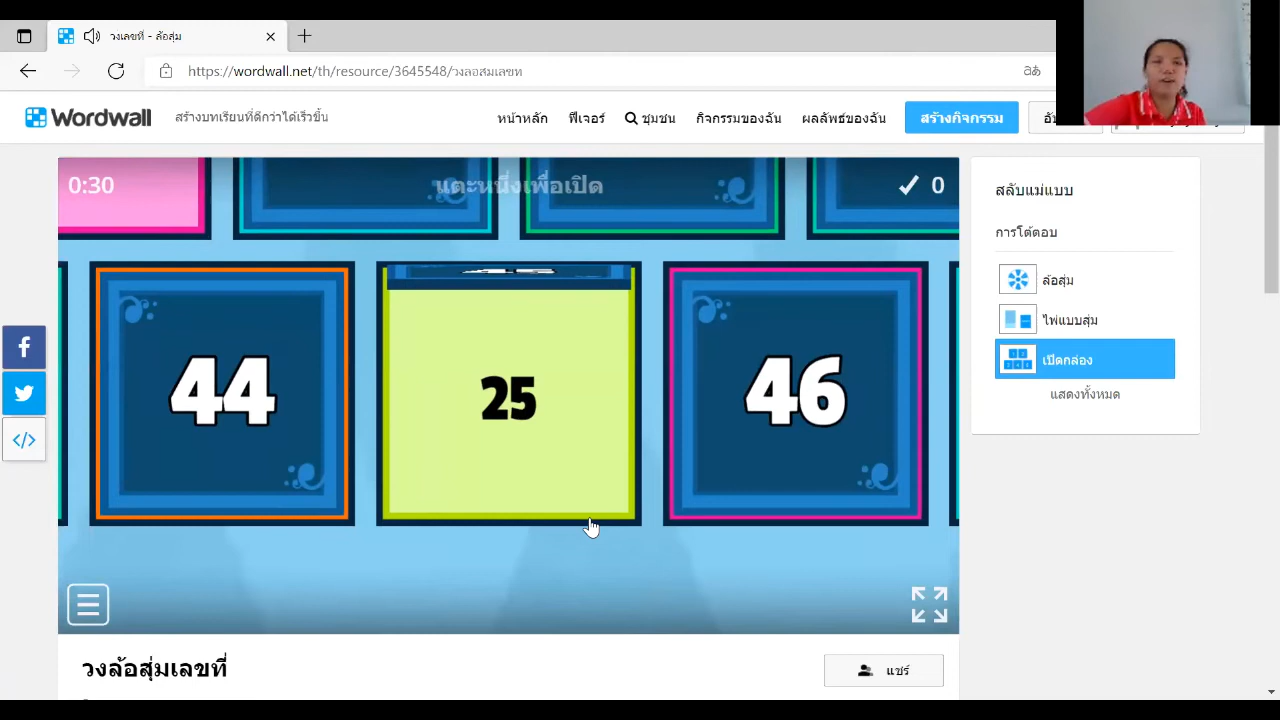 วงเลขที่ - ล้อสุ่ม
https://wordwall.net/th/resource/3645548/วงลอสมเลขท
Wordwall
สร้างบทเรียนที่ดีกว่าได้เร็วขึ้น
หน้าหลัก
ฟีเจอร์
ชุมชน
กิจกรรมของฉัน
ผลลัพธ์ของฉัน
สร้างกิจกรรม
0:30
แตะหนึ่งเพื่อเปิด
0
44
25
46
สลับแม่แบบ
การโต้ตอบ
ล้อสุ่ม
ไพ่แบบสุ่ม
เปิดกล่อง
แสดงทั้งหมด
วงล้อสุ่มเลขที่
แชร์